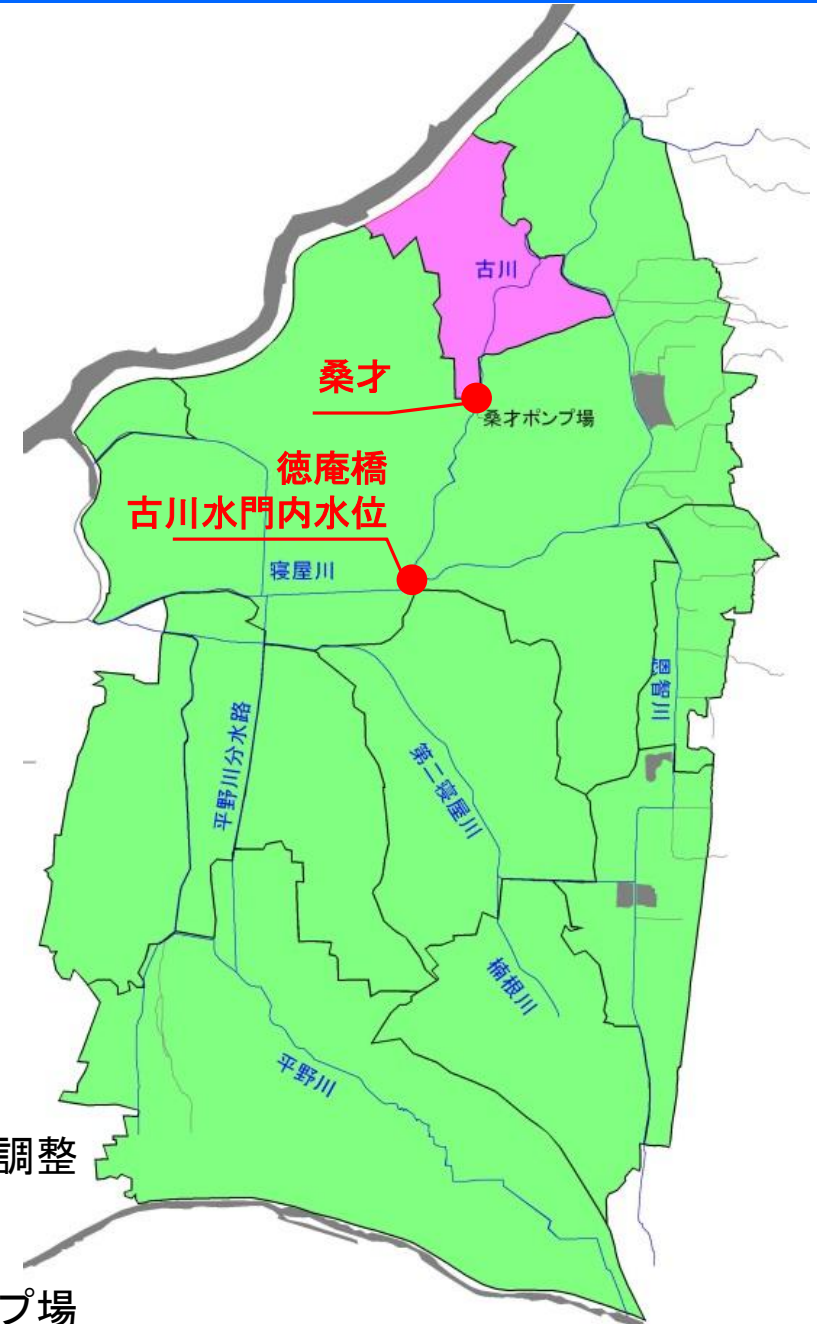 古川
桑才
桑才ポンプ場
徳庵橋
古川水門内水位
寝屋川
恩智川
平野川分水路
第二寝屋川
楠根川
平野川
調整
プ場